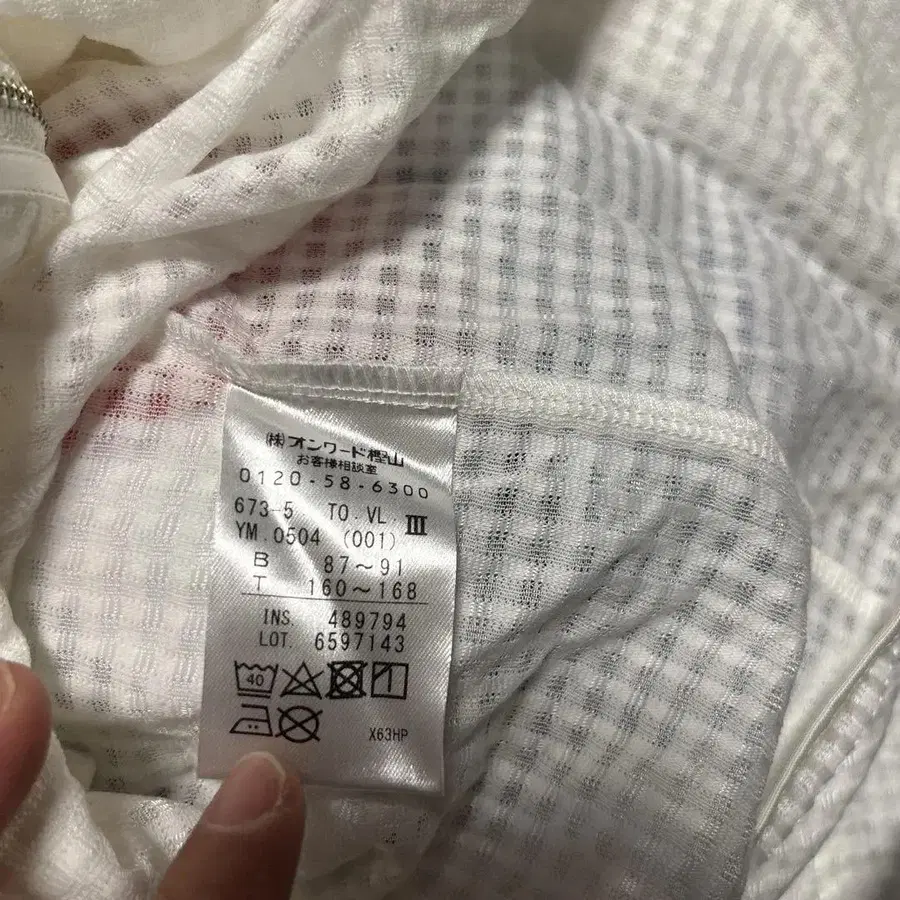 ㈱オンワード樫山
お客様相談室
0120-58-6300
673-5 TO. VL. Ⅲ
YM. 0504 (001)
B 87～91
T 160～168
INS. 489794
LOT. 6597143
40
X63HP